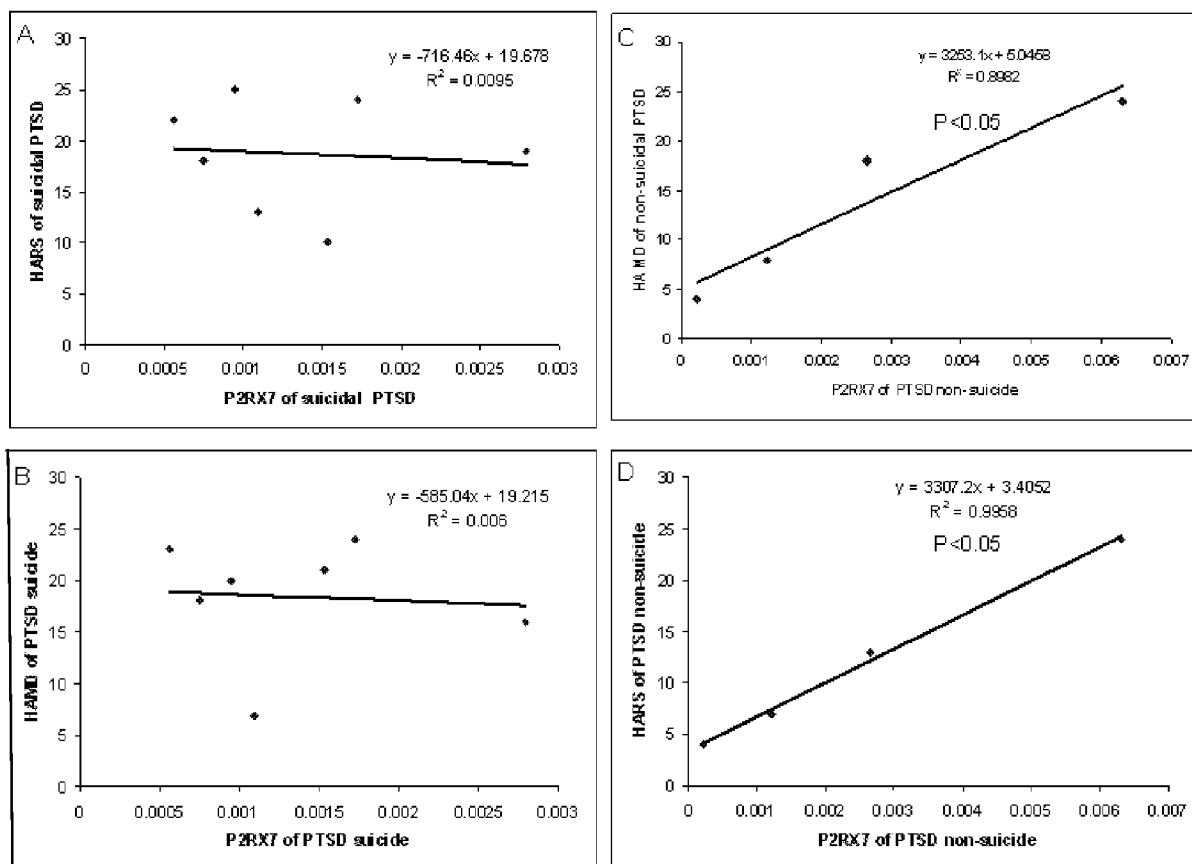 A
y = -716.46x + 19.678
R² = 0.0095
HARS of suicidal PTSD
30
25
20
15
10
5
0
0 0.0005 0.001 0.0015 0.002 0.0025 0.003
P2RX7 of suicidal PTSD
C
y = 3253.1x + 5.0458
R² = 0.8982
P<0.05
HAMD of non-suicidal PTSD
30
25
20
15
10
5
0
0 0.001 0.002 0.003 0.004 0.005 0.006 0.007
P2RX7 of PTSD non-suicide
B
y = -585.04x + 19.215
R² = 0.006
HAMD of PTSD suicide
30
25
20
15
10
5
0
0 0.0005 0.001 0.0015 0.002 0.0025 0.003
P2RX7 of PTSD suicide
D
y = 3307.2x + 3.4052
R² = 0.9958
P<0.05
HARS of PTSD non-suicide
30
25
20
15
10
5
0
0 0.001 0.002 0.003 0.004 0.005 0.006 0.007
P2RX7 of PTSD non-suicide